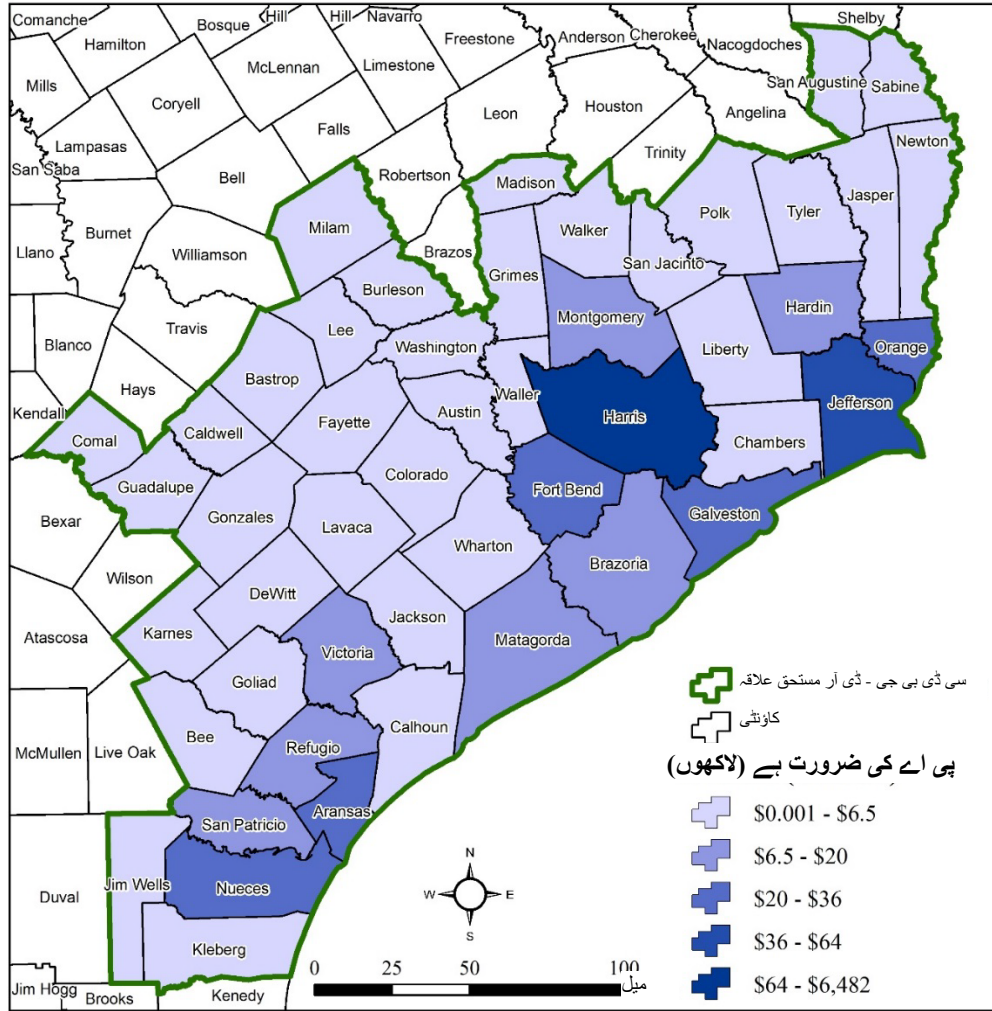 Comanche
Bosque
Hill
Hill
Navarro
Shelby
Hamilton
Freestone
Anderson
Cherokee
Nacogdoches
McLennan
Limestone
San Augustine
Sabine
Mills
Coryell
Leon
Houston
Angelina
Falls
Lampasas
Newton
San Saba
Bell
Robertson
Trinity
Madison
Jasper
Polk
Tyler
Milam
Walker
Burnet
Llano
Williamson
Brazos
San Jacinto
Grimes
Burleson
Hardin
Montgomery
Travis
Lee
Blanco
Washington
Liberty
Orange
Bastrop
Hays
Waller
Jefferson
Kendall
Fayette
Austin
Harris
Comal
Caldwell
Chambers
Colorado
Guadalupe
Fort Bend
Galveston
Bexar
Gonzales
Lavaca
Wharton
Brazoria
Wilson
DeWitt
Atascosa
Karnes
Jackson
Matagorda
Victoria
Goliad
Calhoun
Bee
Refugio
McMullen
Live Oak
Aransas
San Patricio
Duval
Jim Wells
Nueces
Kleberg
Jim Hogg
Brooks
Kenedy
سی ڈی بی جی - ڈی آر مستحق علاقہ
کاؤنٹی
پی اے کی ضرورت ہے (لاکھوں)
$0.001 - $6.5
$6.5 - $20
$20 - $36
$36 - $64
$64 - $6,482
N
W E
S
0 25 50 100
میل